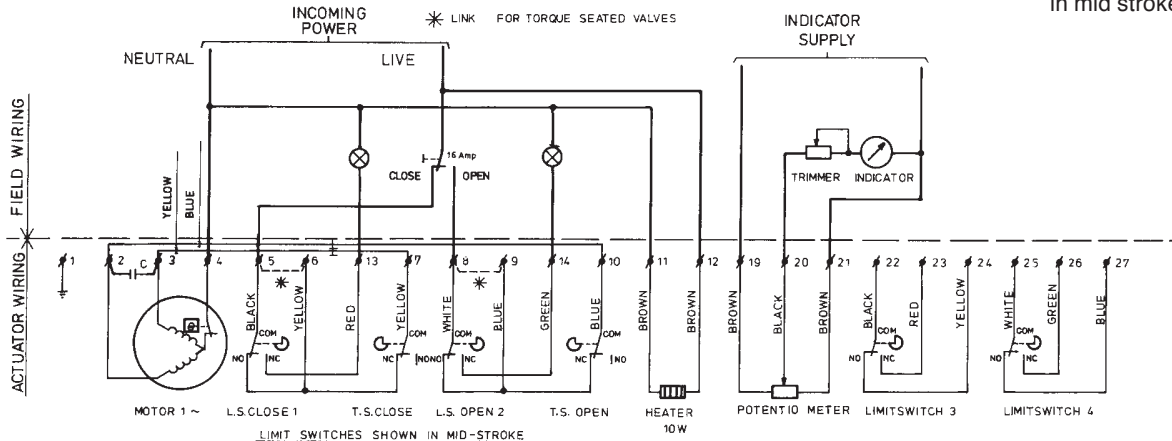 in mid stroke
INCOMING POWER
✳ LINK FOR TORQUE SEATED VALVES
INDICATOR SUPPLY
NEUTRAL LIVE
16 Amp
CLOSE OPEN
TRIMMER INDICATOR
FIELD WIRING
YELLOW
BLUE
ACTUATOR WIRING
1 2 C 3 4 5 6 13 7 8 9 14 10 11 12 19 20 21 22 23 24 25 26 27
✳ ✳
BLACK YELLOW RED YELLOW WHITE BLUE GREEN BLUE BROWN BROWN BROWN BLACK BROWN BLACK RED YELLOW WHITE GREEN BLUE
COM COM COM COM COM COM
NO NC NC NO NO NC NC NO NO NC NO NC
MOTOR 1 ~ L.S.CLOSE 1 T.S.CLOSE L.S. OPEN 2 T.S. OPEN HEATER 10W POTENTIO METER LIMITSWITCH 3 LIMITSWITCH 4
LIMIT SWITCHES SHOWN IN MID-STROKE